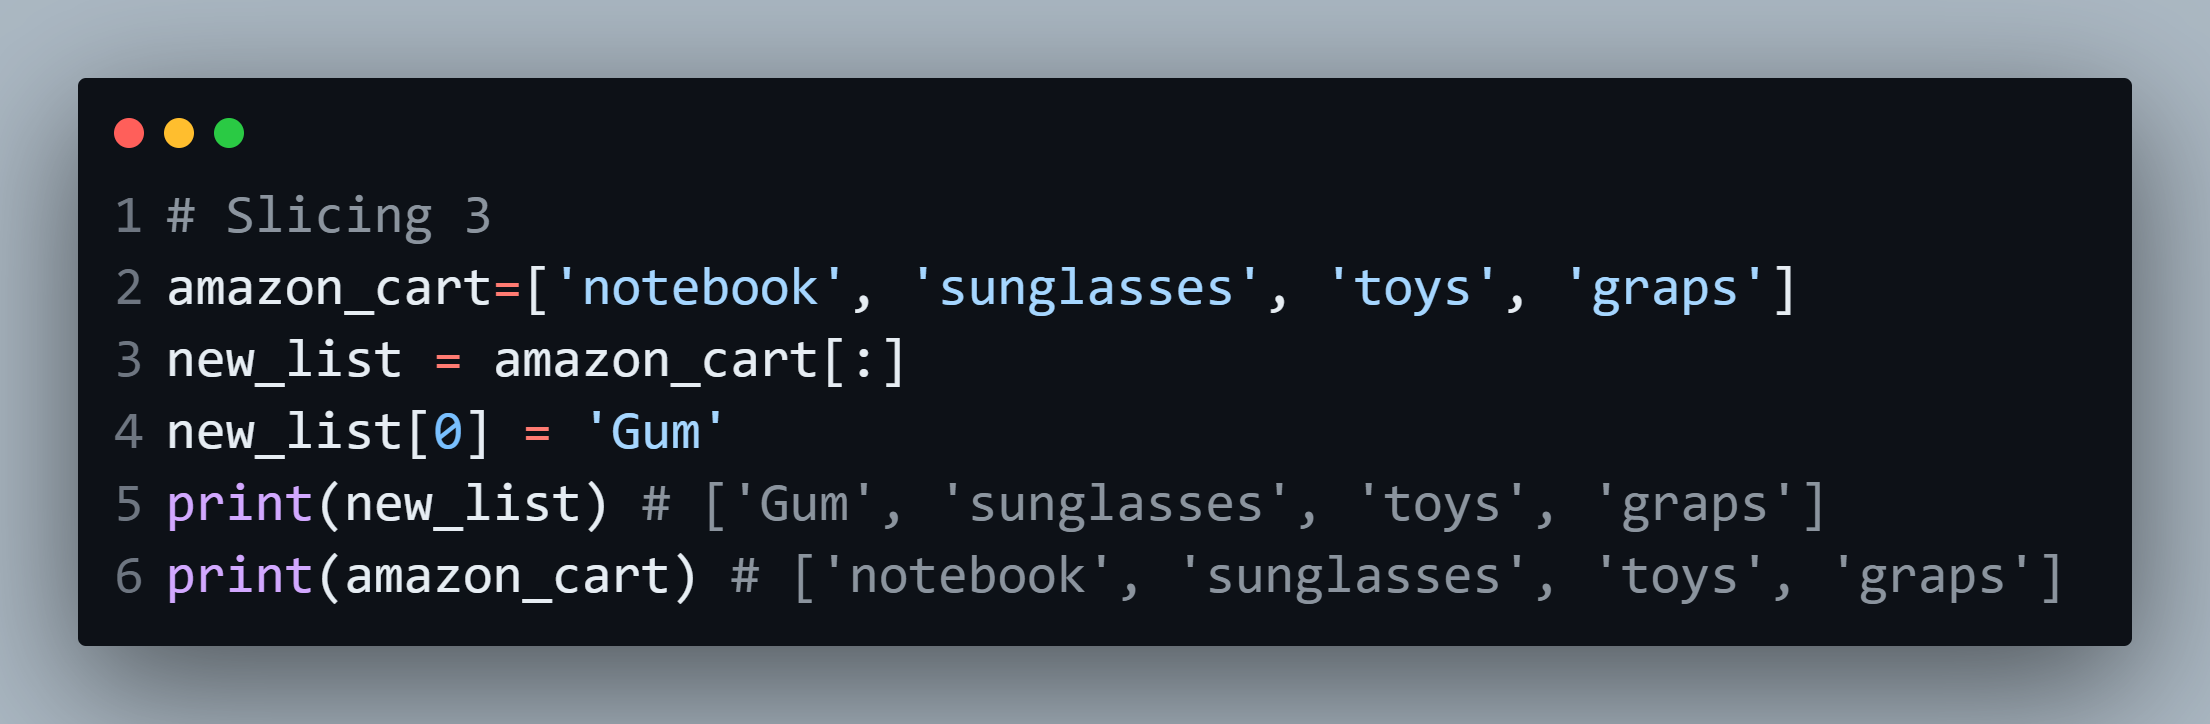 1 # Slicing 3
2 amazon_cart=['notebook', 'sunglasses', 'toys', 'graps']
3 new_list = amazon_cart[:]
4 new_list[0] = 'Gum'
5 print(new_list) # ['Gum', 'sunglasses', 'toys', 'graps']
6 print(amazon_cart) # ['notebook', 'sunglasses', 'toys', 'graps']